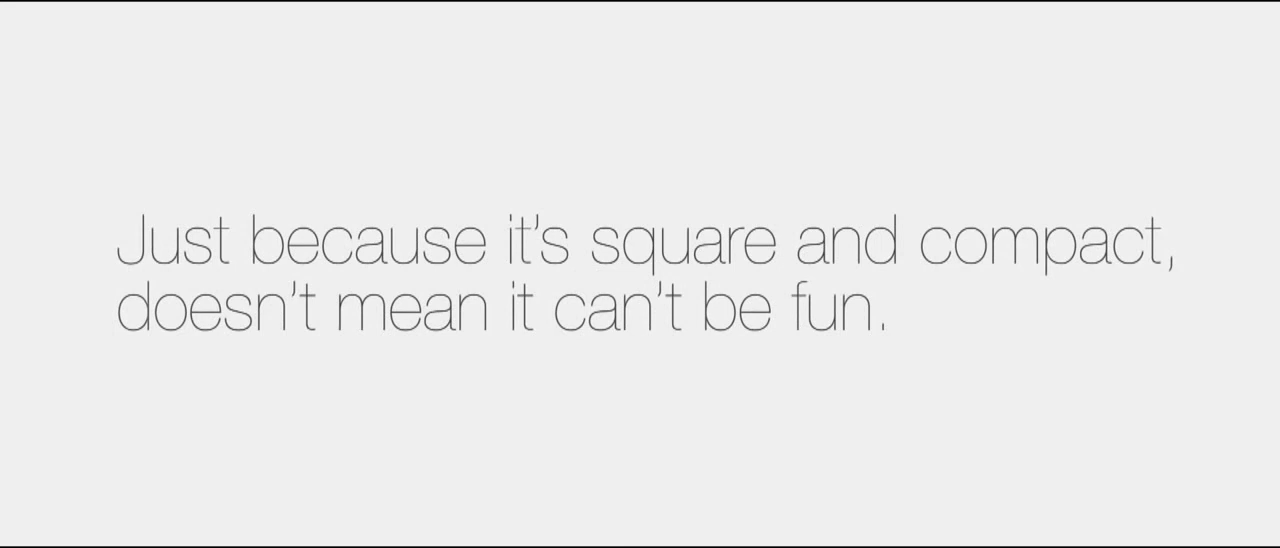 Just because it’s square and compact,
doesn’t mean it can’t be fun.